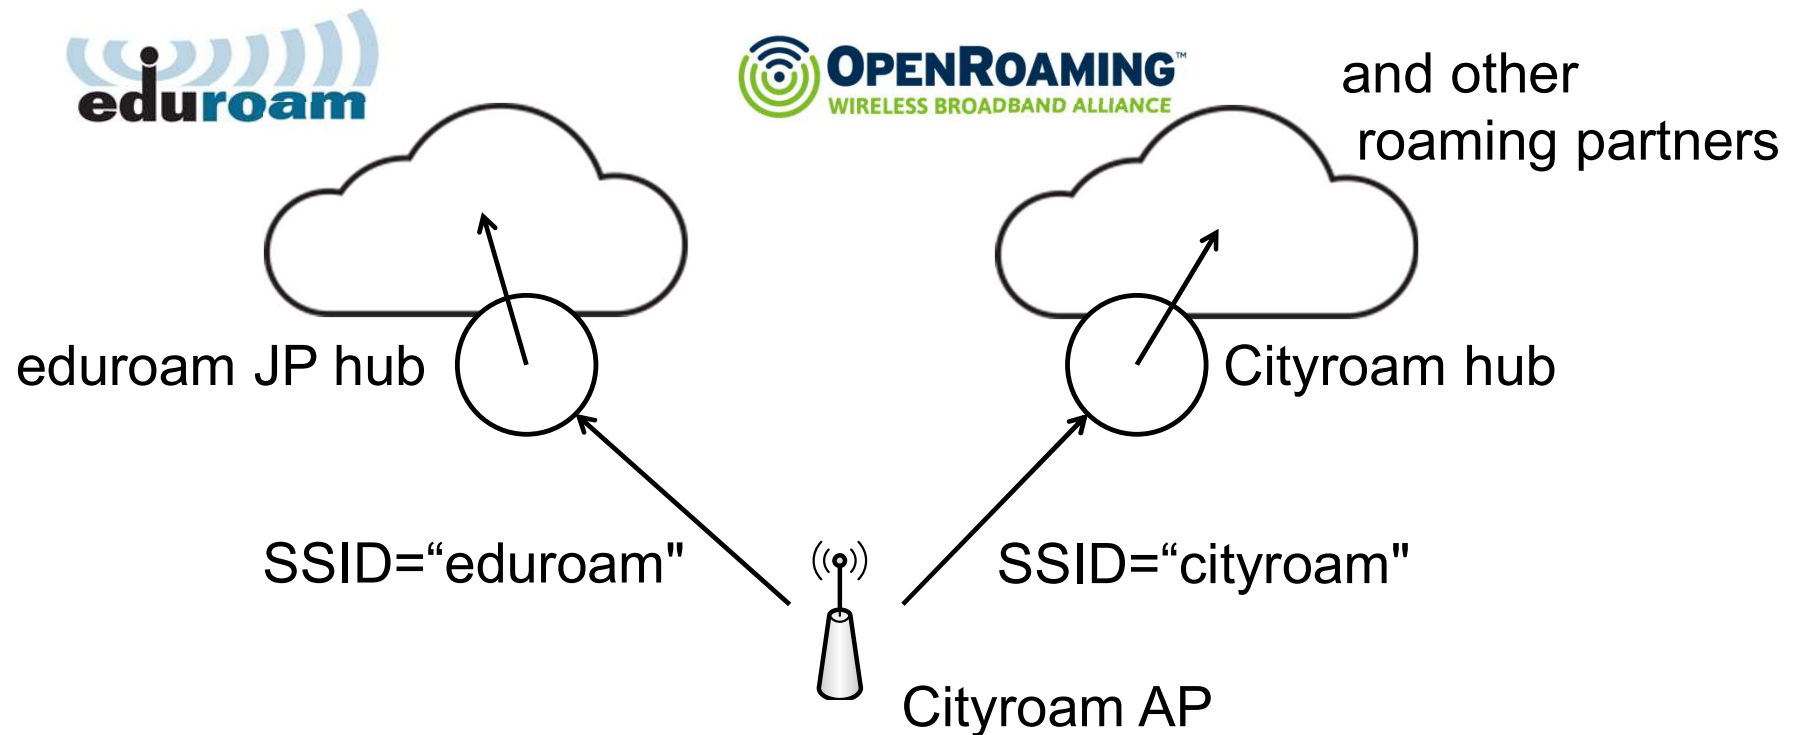 eduroam
OPENROAMING™
WIRELESS BROADBAND ALLIANCE
and other
roaming partners
eduroam JP hub
Cityroam hub
SSID=“eduroam"
SSID=“cityroam"
Cityroam AP